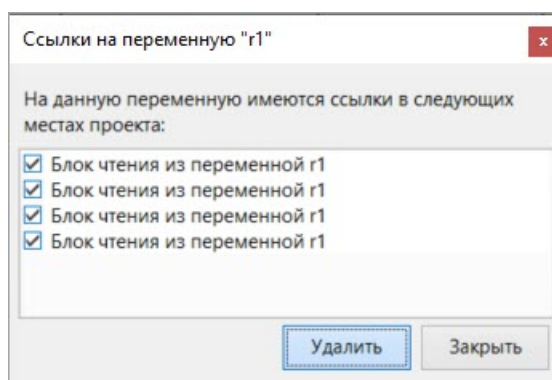 Ссылки на переменную "r1"
x
На данную переменную имеются ссылки в следующих
местах проекта:
Блок чтения из переменной r1
Блок чтения из переменной r1
Блок чтения из переменной r1
Блок чтения из переменной r1
Удалить Закрыть